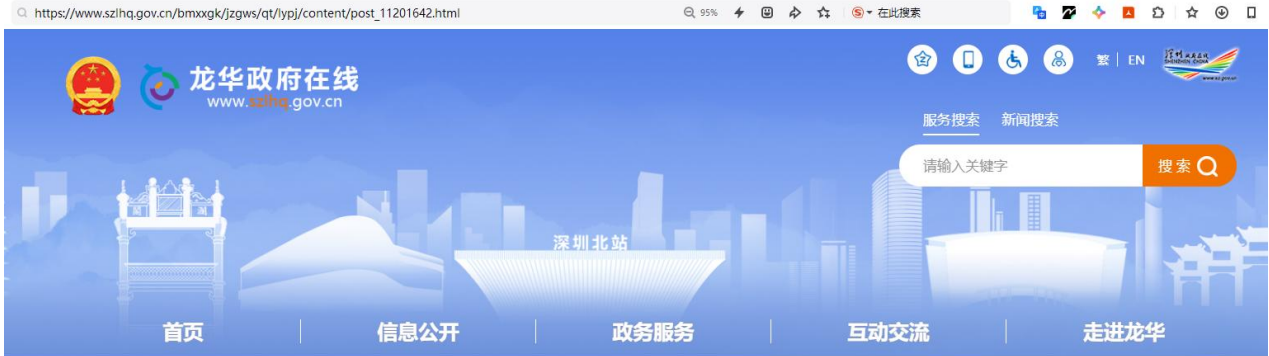 https://www.szlhq.gov.cn/bmxxgk/jzgws/qt/lypj/content/post_11201642.html 95% 在此搜索
龙华政府在线
www.szlhq.gov.cn
繁 | EN
服务搜索 新闻搜索
请输入关键字 搜索
深圳北站
首页 信息公开 政务服务 互动交流 走进龙华